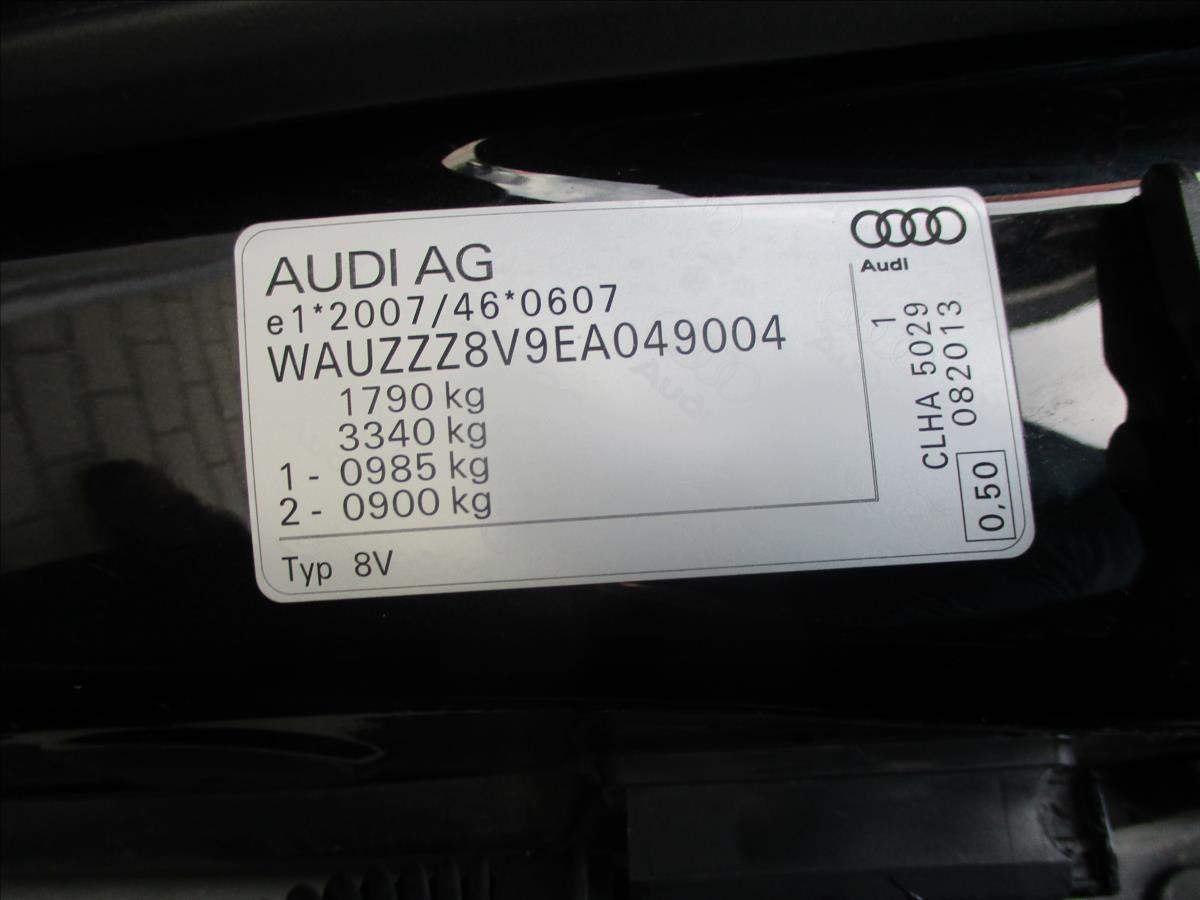 AUDI AG
e1*2007/46*0607
WAUZZZ8V9EA049004
1790 kg
3340 kg
1 - 0985 kg
2 - 0900 kg
Typ 8V
Audi
1
CLHA 5029
082013
0,50
Audi